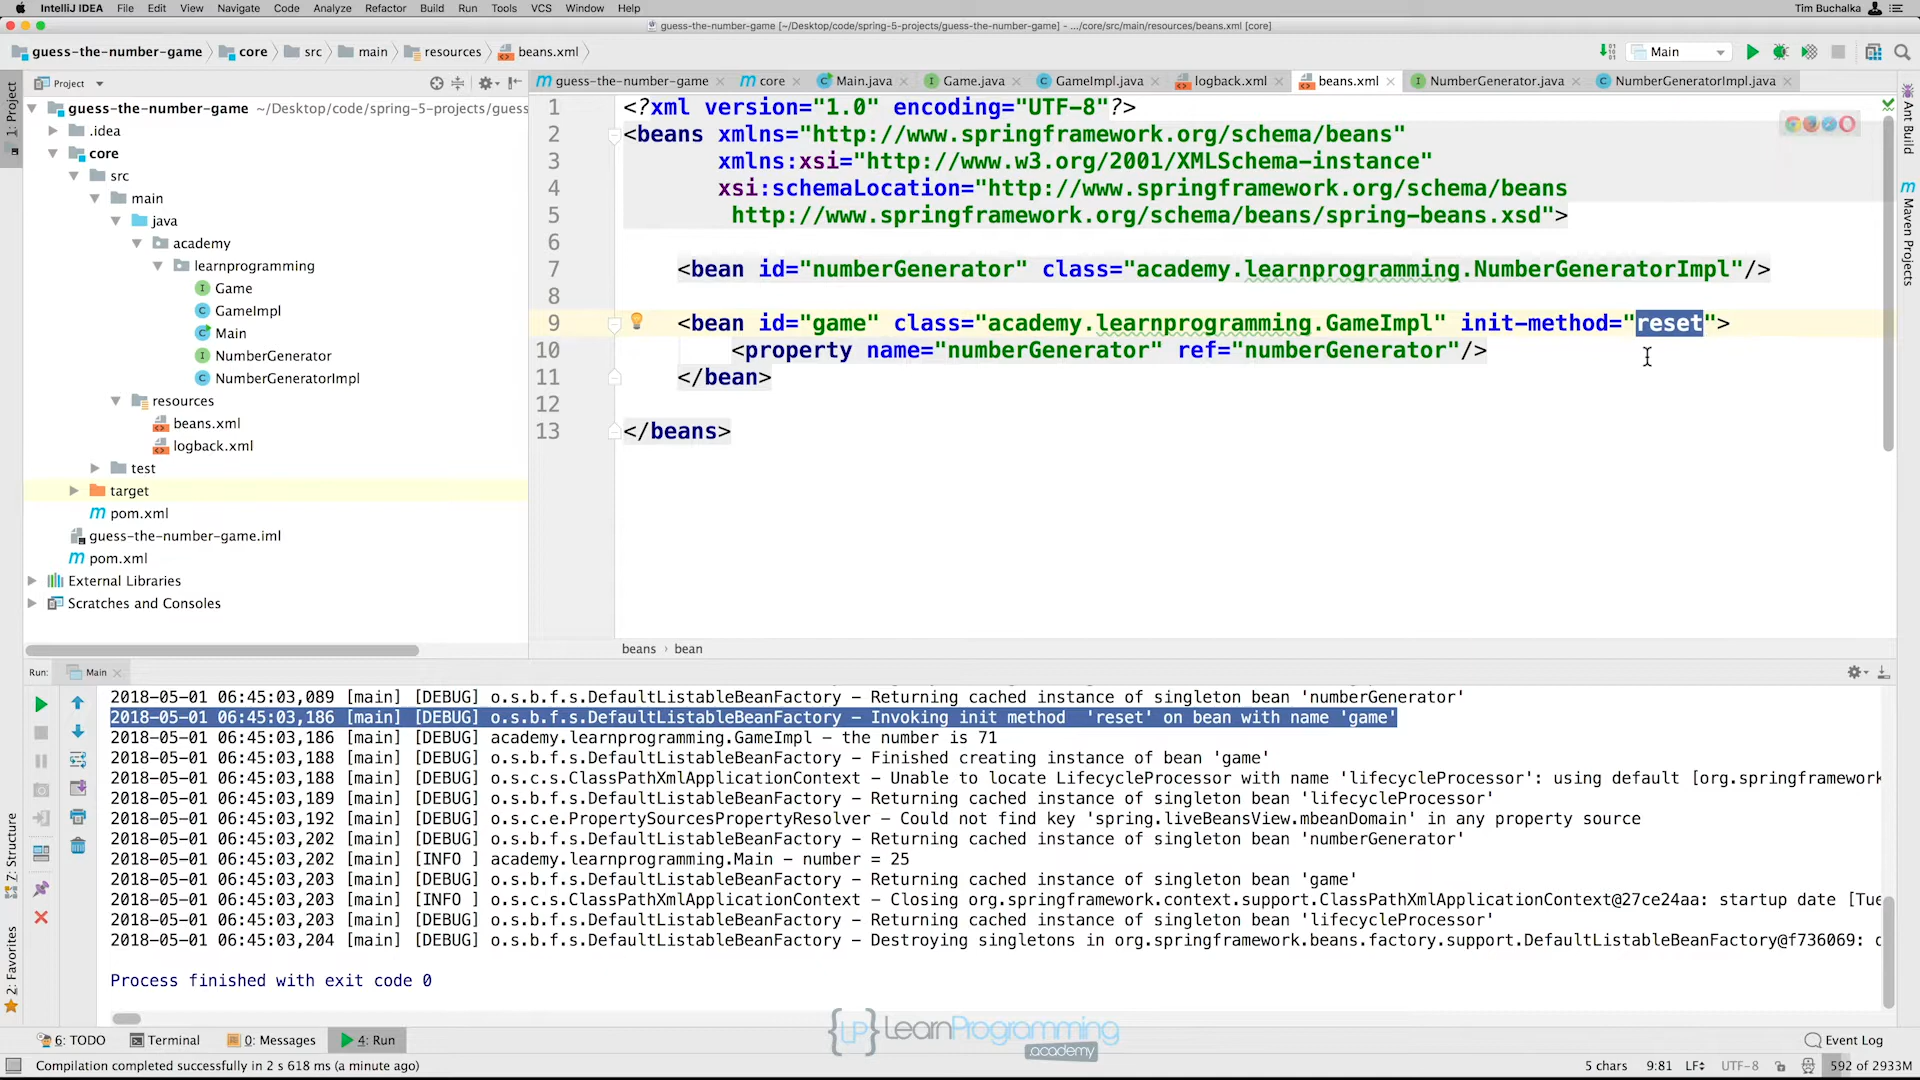 IntelliJ IDEA File Edit View Navigate Code Analyze Refactor Build Run Tools VCS Window Help Tim Buchalka
guess-the-number-game [~/Desktop/code/spring-5-projects/guess-the-number-game] - .../core/src/main/resources/beans.xml [core]
guess-the-number-game core src main resources beans.xml Main
Project
guess-the-number-game core Main.java Game.java GameImpl.java logback.xml beans.xml NumberGenerator.java NumberGeneratorImpl.java
1: Project
guess-the-number-game ~/Desktop/code/spring-5-projects/guess
.idea
core
src
main
java
academy
learnprogramming
Game
GameImpl
Main
NumberGenerator
NumberGeneratorImpl
resources
beans.xml
logback.xml
test
target
pom.xml
guess-the-number-game.iml
pom.xml
External Libraries
Scratches and Consoles
1 <?xml version="1.0" encoding="UTF-8"?>
2 <beans xmlns="http://www.springframework.org/schema/beans"
3 xmlns:xsi="http://www.w3.org/2001/XMLSchema-instance"
4 xsi:schemaLocation="http://www.springframework.org/schema/beans
5 http://www.springframework.org/schema/beans/spring-beans.xsd">
6
7 <bean id="numberGenerator" class="academy.learnprogramming.NumberGeneratorImpl"/>
8
9 <bean id="game" class="academy.learnprogramming.GameImpl" init-method="reset">
10 <property name="numberGenerator" ref="numberGenerator"/>
11 </bean>
12
13 </beans>
beans › bean
Ant Build
Maven Projects
Run: Main
2018-05-01 06:45:03,089 [main] [DEBUG] o.s.b.f.s.DefaultListableBeanFactory – Returning cached instance of singleton bean 'numberGenerator'
2018-05-01 06:45:03,186 [main] [DEBUG] o.s.b.f.s.DefaultListableBeanFactory – Invoking init method  'reset' on bean with name 'game'
2018-05-01 06:45:03,186 [main] [DEBUG] academy.learnprogramming.GameImpl – the number is 71
2018-05-01 06:45:03,188 [main] [DEBUG] o.s.b.f.s.DefaultListableBeanFactory – Finished creating instance of bean 'game'
2018-05-01 06:45:03,188 [main] [DEBUG] o.s.c.s.ClassPathXmlApplicationContext – Unable to locate LifecycleProcessor with name 'lifecycleProcessor': using default [org.springframework
2018-05-01 06:45:03,189 [main] [DEBUG] o.s.b.f.s.DefaultListableBeanFactory – Returning cached instance of singleton bean 'lifecycleProcessor'
2018-05-01 06:45:03,192 [main] [DEBUG] o.s.c.e.PropertySourcesPropertyResolver – Could not find key 'spring.liveBeansView.mbeanDomain' in any property source
2018-05-01 06:45:03,202 [main] [DEBUG] o.s.b.f.s.DefaultListableBeanFactory – Returning cached instance of singleton bean 'numberGenerator'
2018-05-01 06:45:03,202 [main] [INFO ] academy.learnprogramming.Main – number = 25
2018-05-01 06:45:03,203 [main] [DEBUG] o.s.b.f.s.DefaultListableBeanFactory – Returning cached instance of singleton bean 'game'
2018-05-01 06:45:03,203 [main] [INFO ] o.s.c.s.ClassPathXmlApplicationContext – Closing org.springframework.context.support.ClassPathXmlApplicationContext@27ce24aa: startup date [Tue
2018-05-01 06:45:03,203 [main] [DEBUG] o.s.b.f.s.DefaultListableBeanFactory – Returning cached instance of singleton bean 'lifecycleProcessor'
2018-05-01 06:45:03,204 [main] [DEBUG] o.s.b.f.s.DefaultListableBeanFactory – Destroying singletons in org.springframework.beans.factory.support.DefaultListableBeanFactory@f736069: d
Process finished with exit code 0
7: Structure
2: Favorites
{LP} LearnProgramming
.academy
6: TODO Terminal 0: Messages 4: Run Event Log
Compilation completed successfully in 2 s 618 ms (a minute ago) 5 chars 9:81 LF UTF-8 592 of 2933M